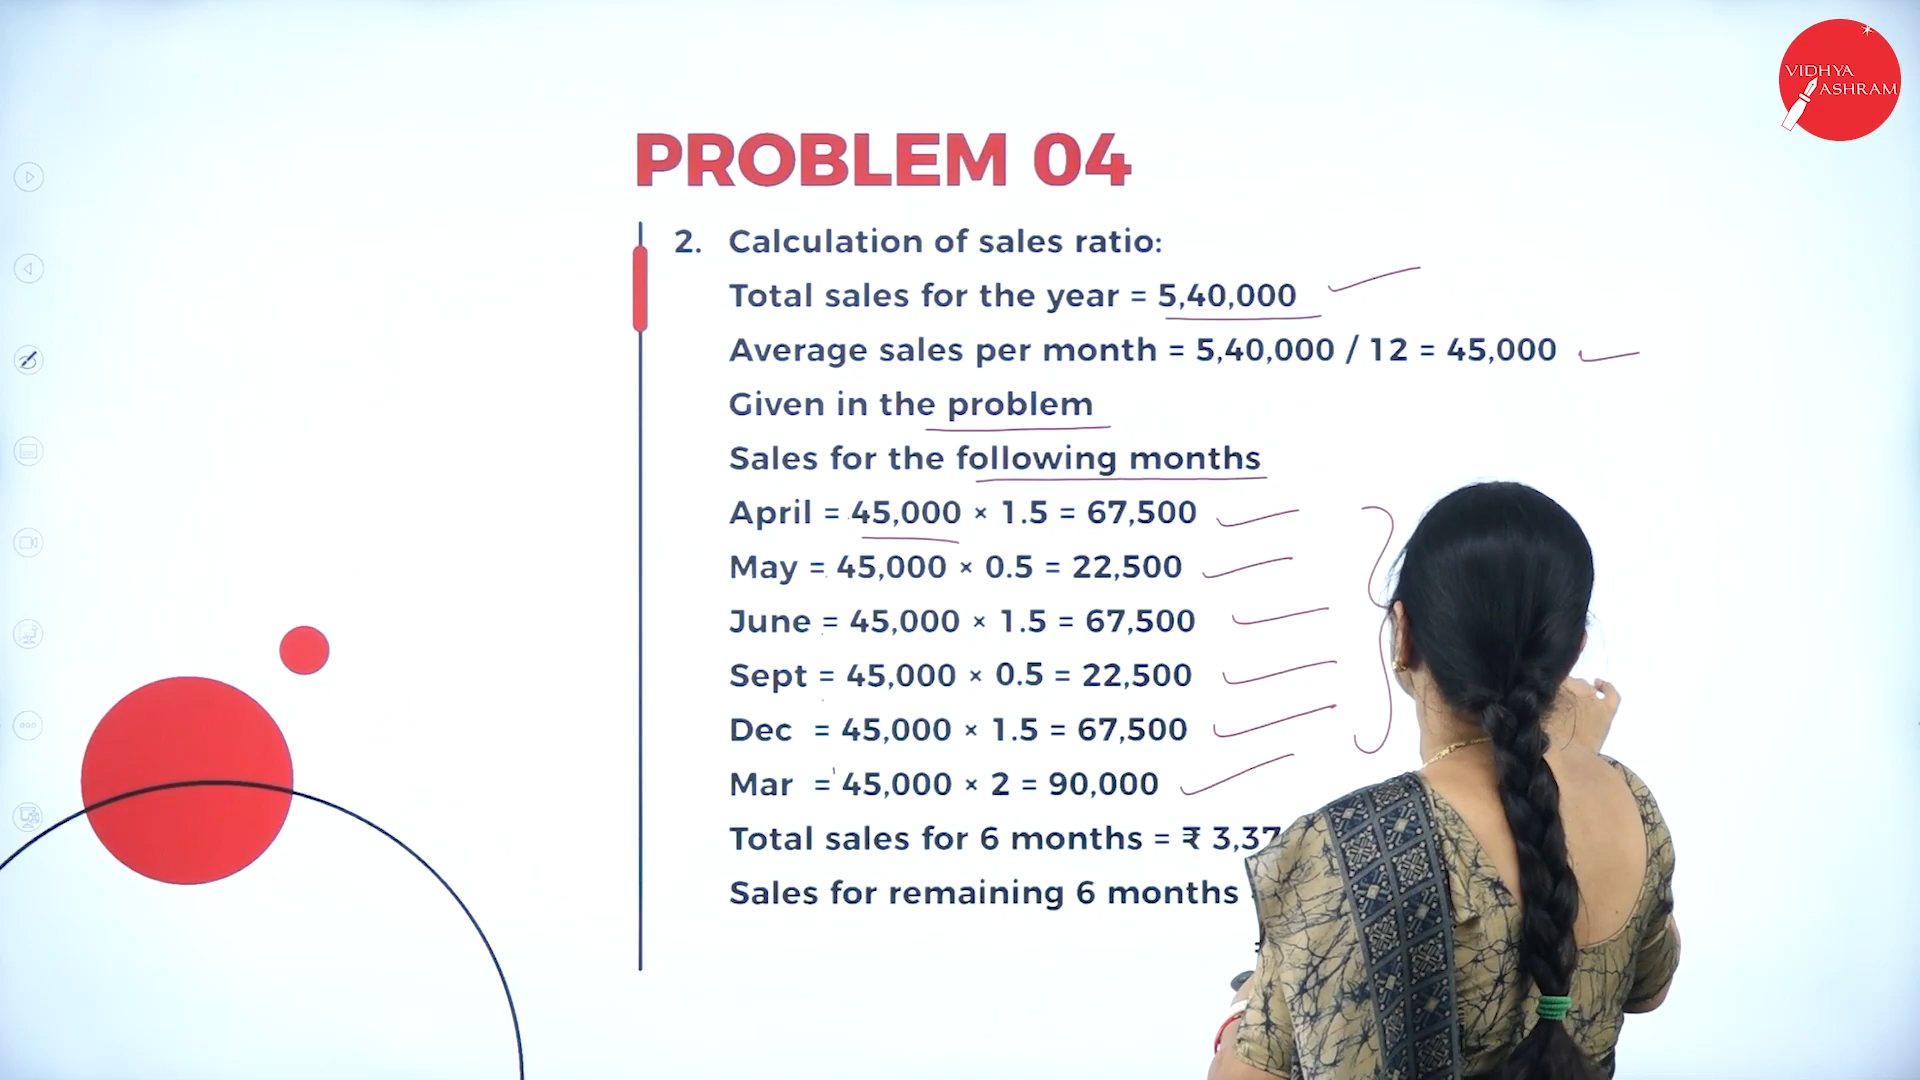 VIDHYA
ASHRAM
PROBLEM 04
2. Calculation of sales ratio:
Total sales for the year = 5,40,000
Average sales per month = 5,40,000 / 12 = 45,000
Given in the problem
Sales for the following months
April = 45,000 × 1.5 = 67,500
May = 45,000 × 0.5 = 22,500
June = 45,000 × 1.5 = 67,500
Sept = 45,000 × 0.5 = 22,500
Dec = 45,000 × 1.5 = 67,500
Mar = 45,000 × 2 = 90,000
Total sales for 6 months = ₹ 3,37
Sales for remaining 6 months